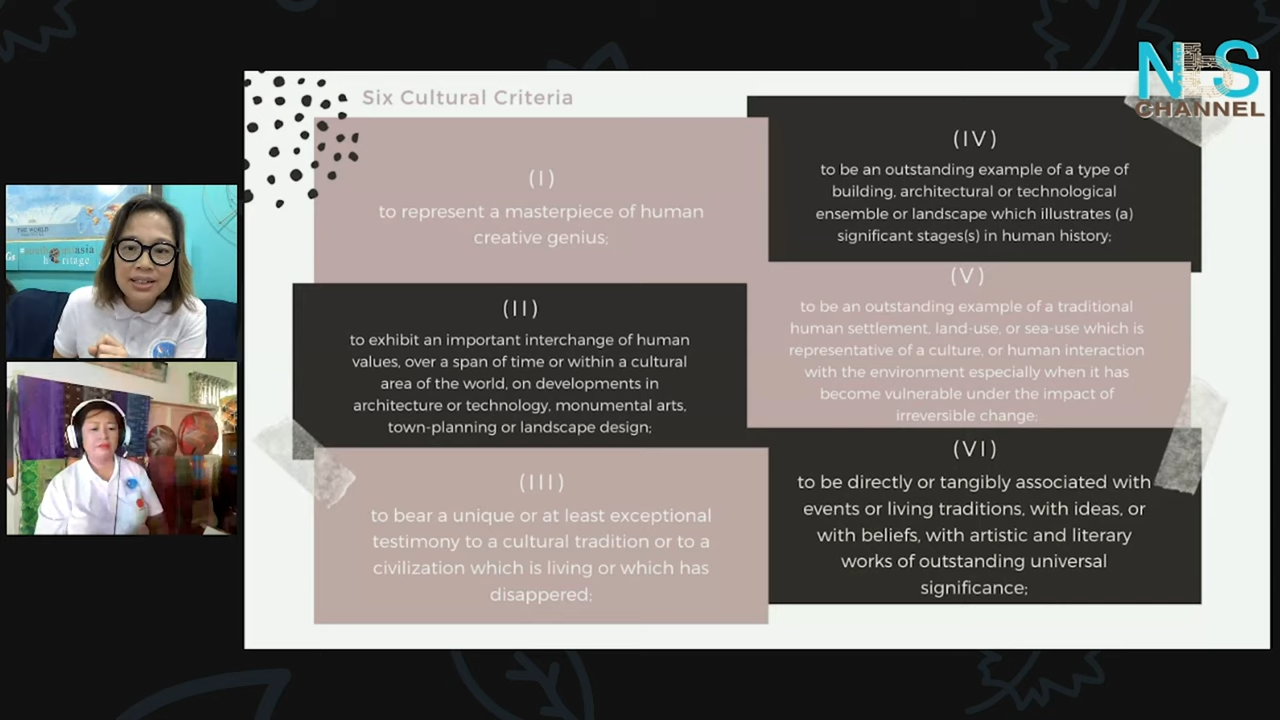 Six Cultural Criteria
(I)
to represent a masterpiece of human
creative genius;
(II)
to exhibit an important interchange of human
values, over a span of time or within a cultural
area of the world, on developments in
architecture or technology, monumental arts,
town-planning or landscape design;
(III)
to bear a unique or at least exceptional
testimony to a cultural tradition or to a
civilization which is living or which has
disappered;
(IV)
to be an outstanding example of a type of
building, architectural or technological
ensemble or landscape which illustrates (a)
significant stages(s) in human history;
(V)
to be an outstanding example of a traditional
human settlement, land-use, or sea-use which is
representative of a culture, or human interaction
with the environment especially when it has
become vulnerable under the impact of
irreversible change;
(VI)
to be directly or tangibly associated with
events or living traditions, with ideas, or
with beliefs, with artistic and literary
works of outstanding universal
significance;
NHS
CHANNEL
THE WORLD
asia